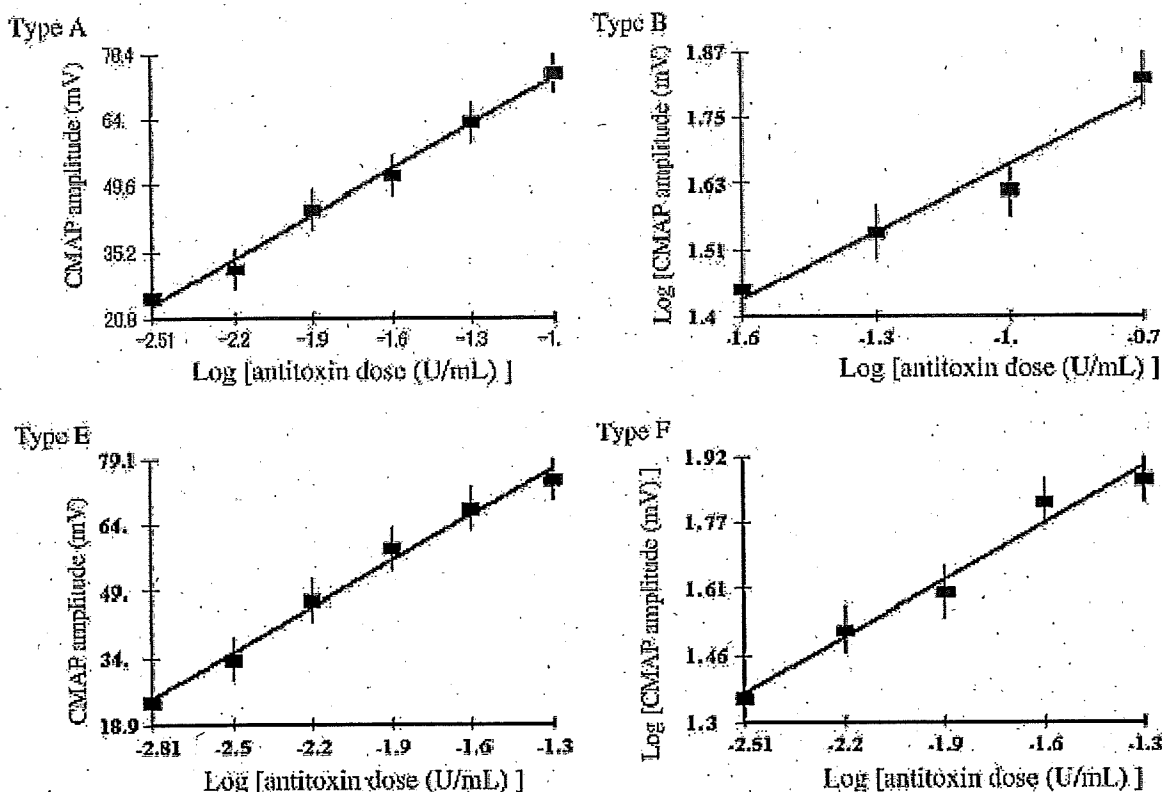 Type A
CMAP amplitude (mV)
78.4
64.
49.6
35.2
20.8
-2.51 -2.2 -1.9 -1.6 -1.3 -1.
Log [antitoxin dose (U/mL) ]
Type B
Log [CMAP amplitude (mV)
1.87
1.75
1.63
1.51
1.4
-1.6 -1.3 -1. -0.7
Log [antitoxin dose (U/mL) ]
Type E
CMAP amplitude (mV)
79.1
64.
49.
34.
18.9
-2.81 -2.5 -2.2 -1.9 -1.6 -1.3
Log [antitoxin dose (U/mL) ]
Type F
Log [CMAP amplitude (mV) ]
1.92
1.77
1.61
1.46
1.3
-2.51 -2.2 -1.9 -1.6 -1.3
Log [antitoxin dose (U/mL) ]